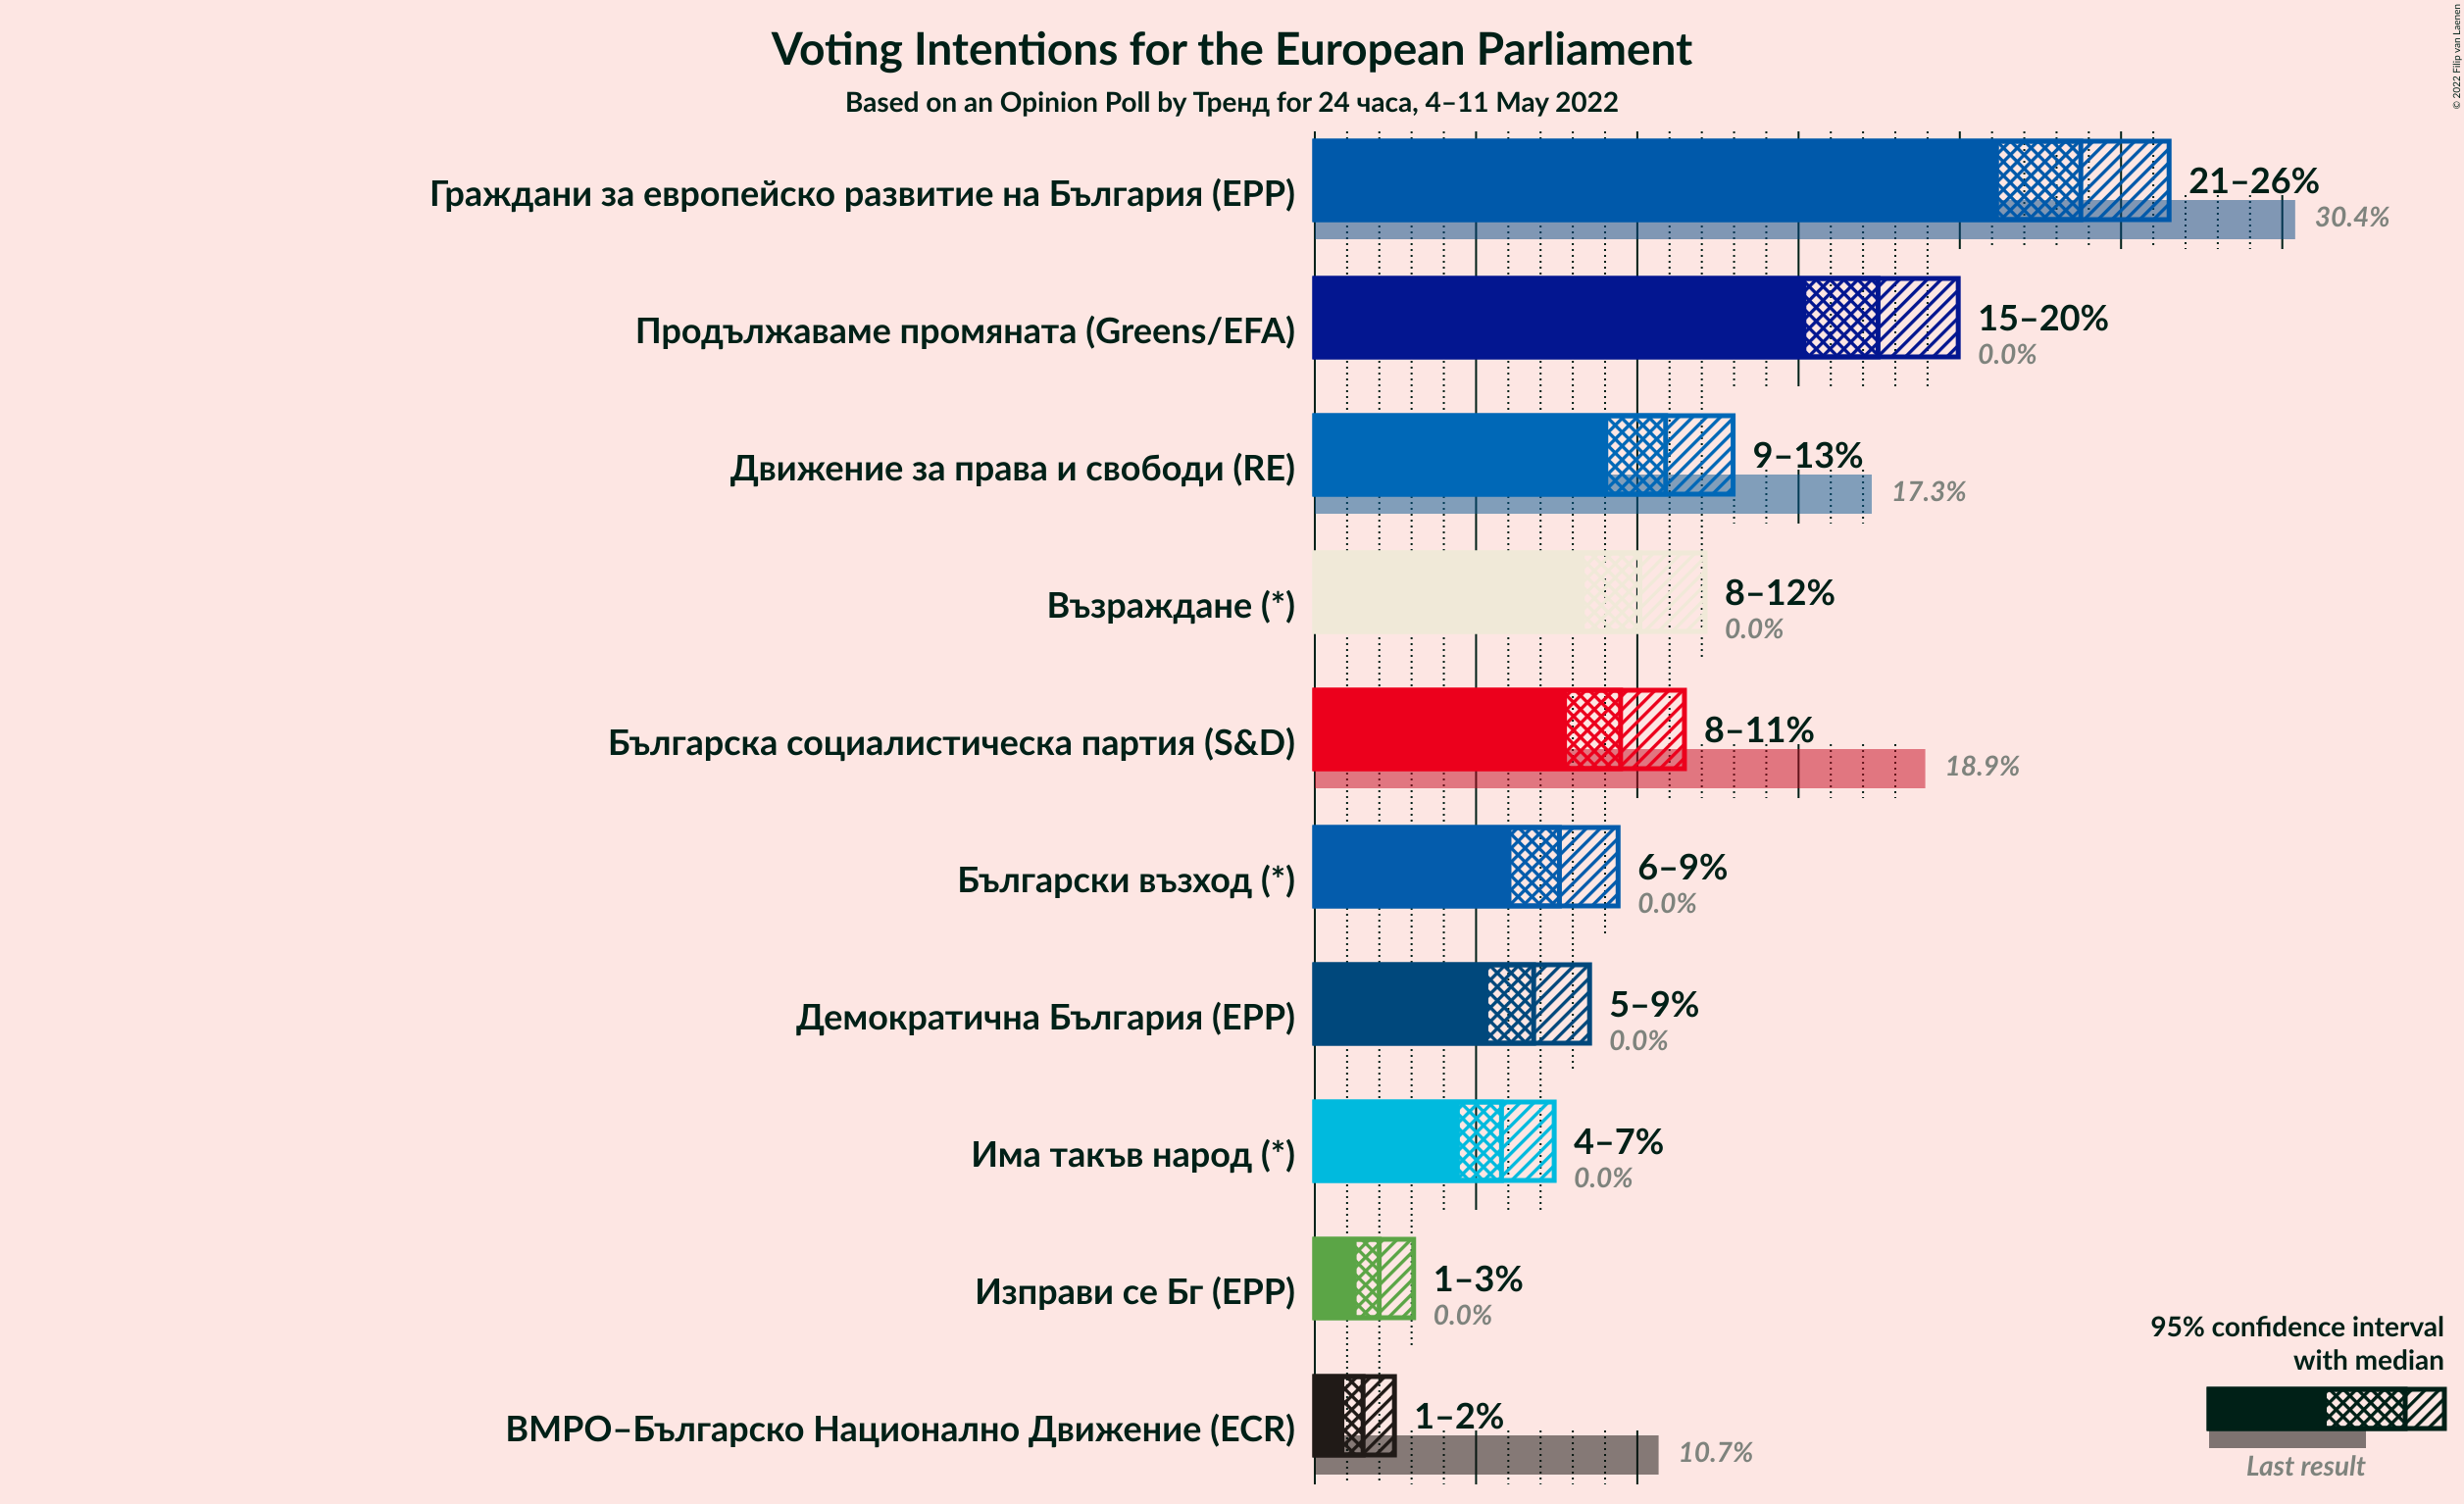 © 2022 Filip van Laenen
Voting Intentions for the European Parliament
Based on an Opinion Poll by Тренд for 24 часа, 4–11 May 2022
Граждани за европейско развитие на България (EPP)
21–26%
30.4%
Продължаваме промяната (Greens/EFA)
15–20%
0.0%
Движение за права и свободи (RE)
9–13%
17.3%
Възраждане (*)
8–12%
0.0%
Българска социалистическа партия (S&D)
8–11%
18.9%
Български възход (*)
6–9%
0.0%
Демократична България (EPP)
5–9%
0.0%
Има такъв народ (*)
4–7%
0.0%
Изправи се Бг (EPP)
1–3%
0.0%
ВМРО–Българско Национално Движение (ECR)
1–2%
10.7%
95% confidence interval
with median
Last result